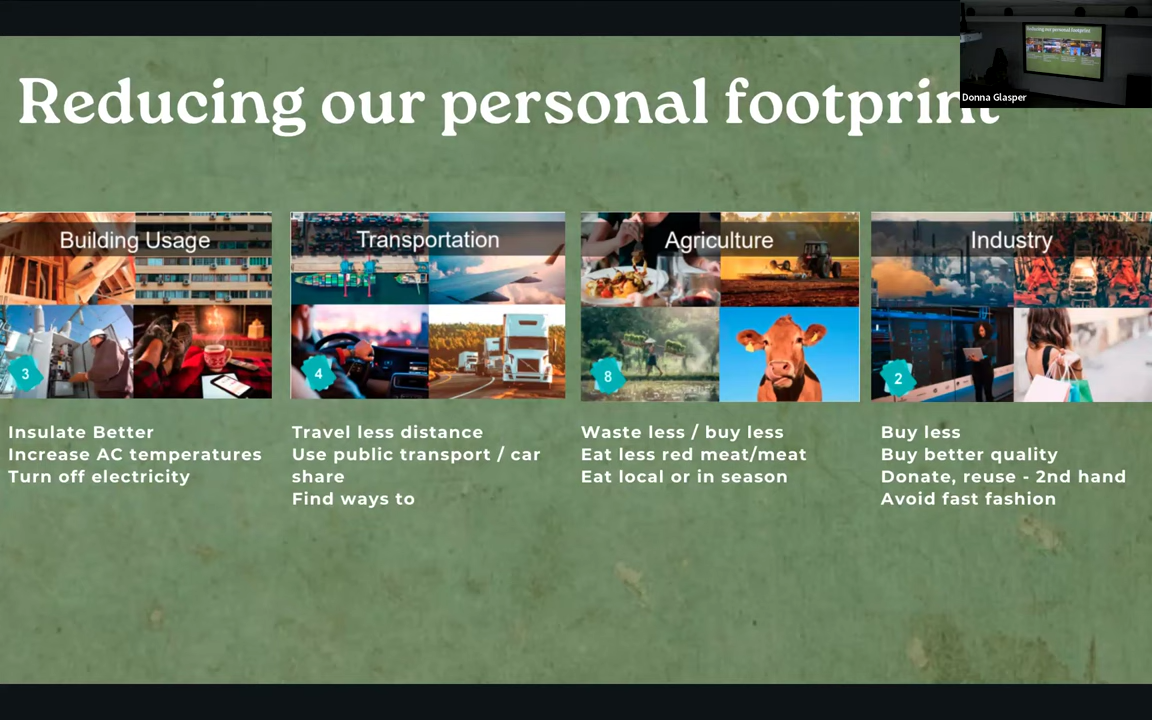 Reducing our personal footprint
Donna Glasper
Building Usage
Transportation
Agriculture
Industry
3
4
8
2
Insulate Better
Increase AC temperatures
Turn off electricity
Travel less distance
Use public transport / car
share
Find ways to
Waste less / buy less
Eat less red meat/meat
Eat local or in season
Buy less
Buy better quality
Donate, reuse - 2nd hand
Avoid fast fashion